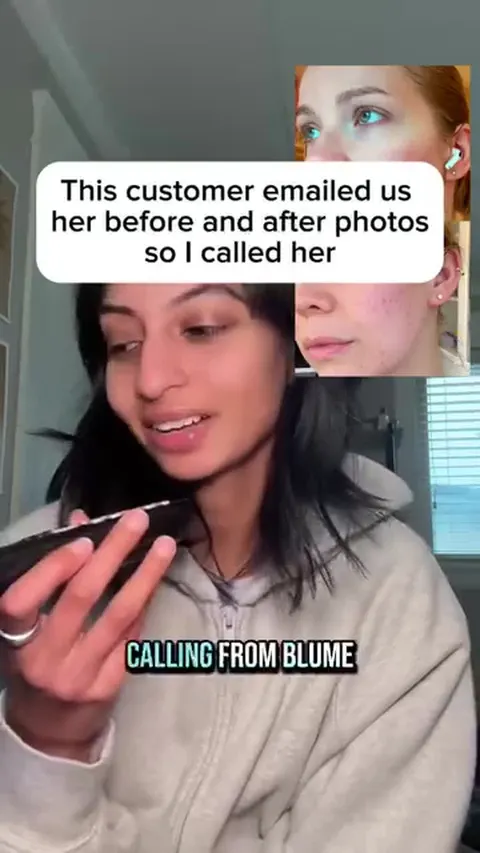 This customer emailed us
her before and after photos
so I called her
CALLING FROM BLUME